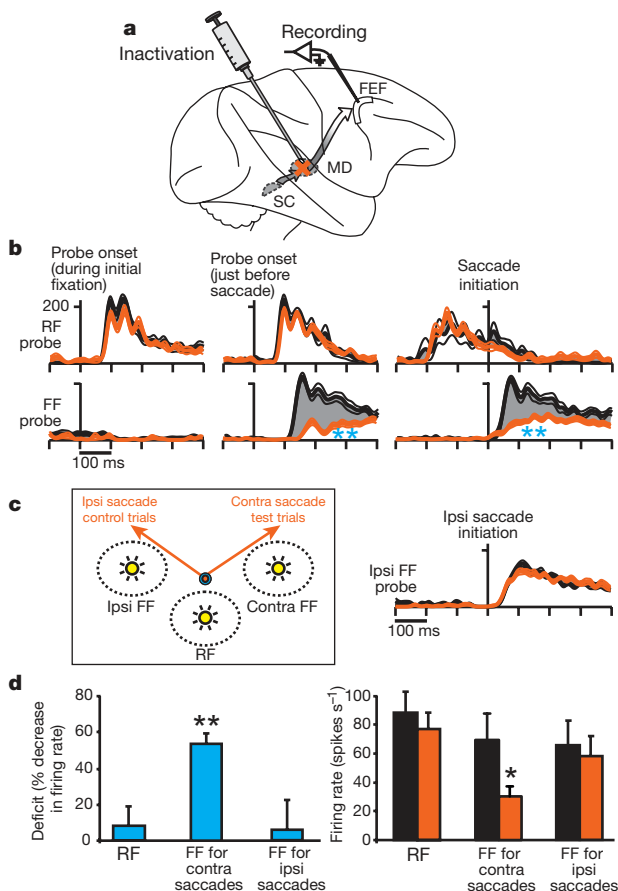 a
Recording
Inactivation
FEF
MD
SC
b
Probe onset
(during initial
fixation)
Probe onset
(just before
saccade)
Saccade
initiation
200
RF
probe
FF
probe
**
**
100 ms
c
Ipsi saccade
control trials
Contra saccade
test trials
Ipsi FF
Contra FF
RF
Ipsi saccade
initiation
Ipsi FF
probe
100 ms
d
Deficit (% decrease
in firing rate)
80
60
40
20
0
**
RF
FF for
contra
saccades
FF for
ipsi
saccades
Firing rate (spikes s⁻¹)
100
80
60
40
20
0
*
RF
FF for
contra
saccades
FF for
ipsi
saccades